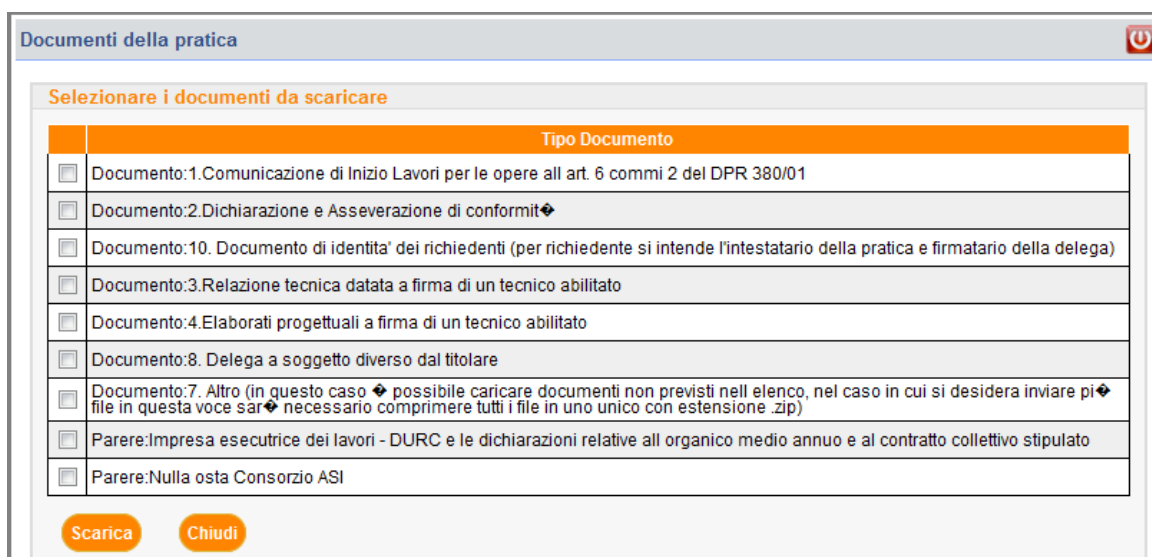 Documenti della pratica
Selezionare i documenti da scaricare
Tipo Documento
Documento:1.Comunicazione di Inizio Lavori per le opere all art. 6 commi 2 del DPR 380/01
Documento:2.Dichiarazione e Asseverazione di conformit�
Documento:10. Documento di identita' dei richiedenti (per richiedente si intende l'intestatario della pratica e firmatario della delega)
Documento:3.Relazione tecnica datata a firma di un tecnico abilitato
Documento:4.Elaborati progettuali a firma di un tecnico abilitato
Documento:8. Delega a soggetto diverso dal titolare
Documento:7. Altro (in questo caso � possibile caricare documenti non previsti nell elenco, nel caso in cui si desidera inviare pi�
file in questa voce sar� necessario comprimere tutti i file in uno unico con estensione .zip)
Parere:Impresa esecutrice dei lavori - DURC e le dichiarazioni relative all organico medio annuo e al contratto collettivo stipulato
Parere:Nulla osta Consorzio ASI
Scarica Chiudi